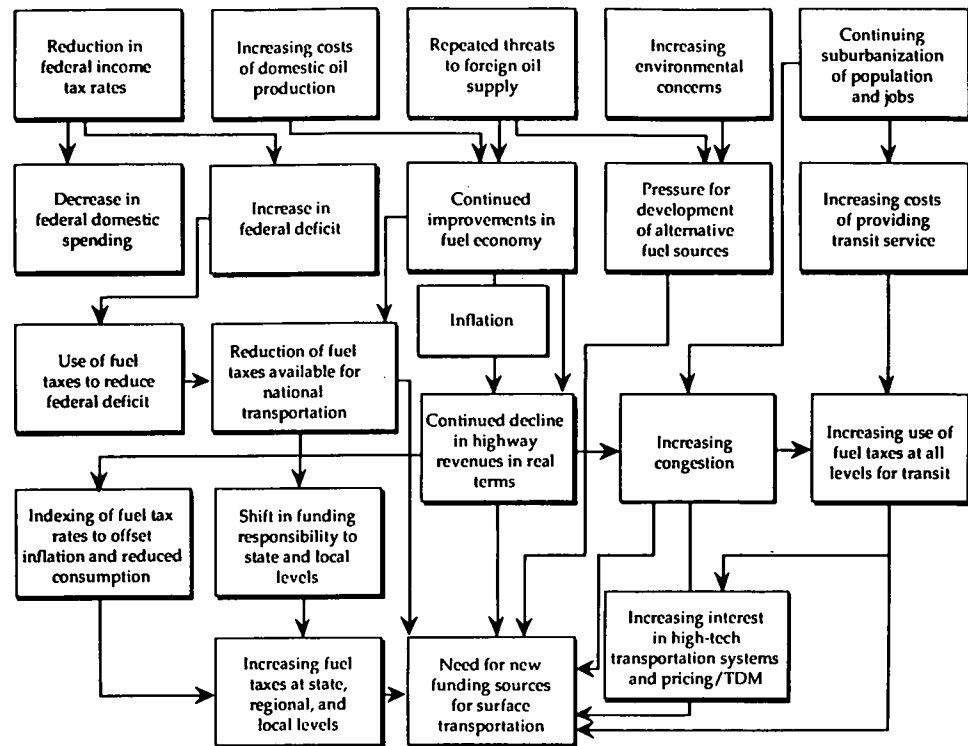 Reduction in
federal income
tax rates
Increasing costs
of domestic oil
production
Repeated threats
to foreign oil
supply
Increasing
environmental
concerns
Continuing
suburbanization
of population
and jobs
Decrease in
federal domestic
spending
Increase in
federal deficit
Continued
improvements in
fuel economy
Pressure for
development
of alternative
fuel sources
Increasing costs
of providing
transit service
Inflation
Use of fuel
taxes to reduce
federal deficit
Reduction of fuel
taxes available for
national
transportation
Continued decline
in highway
revenues in real
terms
Increasing
congestion
Increasing use of
fuel taxes at all
levels for transit
Indexing of fuel tax
rates to offset
inflation and reduced
consumption
Shift in funding
responsibility to
state and local
levels
Increasing interest
in high-tech
transportation systems
and pricing/TDM
Increasing fuel
taxes at state,
regional, and
local levels
Need for new
funding sources
for surface
transportation